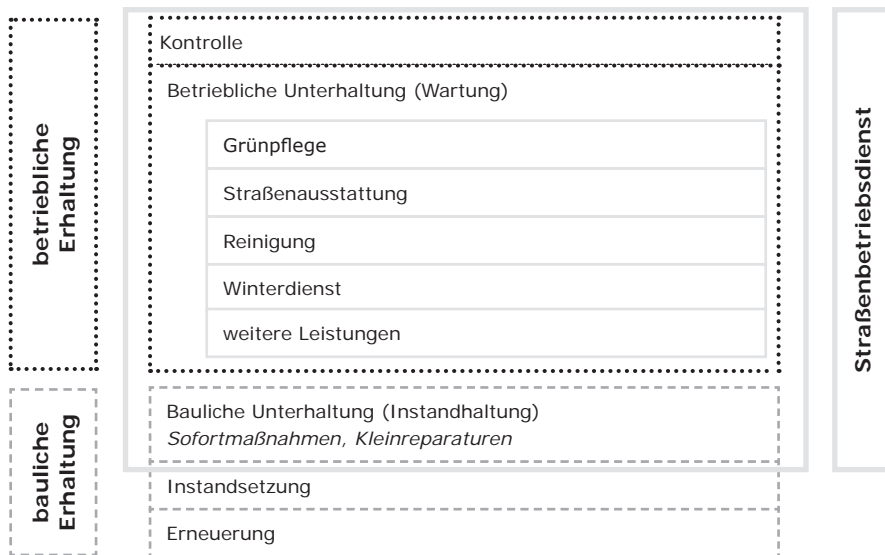 betriebliche
Erhaltung
Kontrolle
Betriebliche Unterhaltung (Wartung)
Grünpflege
Straßenausstattung
Reinigung
Winterdienst
weitere Leistungen
Straßenbetriebsdienst
bauliche
Erhaltung
Bauliche Unterhaltung (Instandhaltung)
Sofortmaßnahmen, Kleinreparaturen
Instandsetzung
Erneuerung